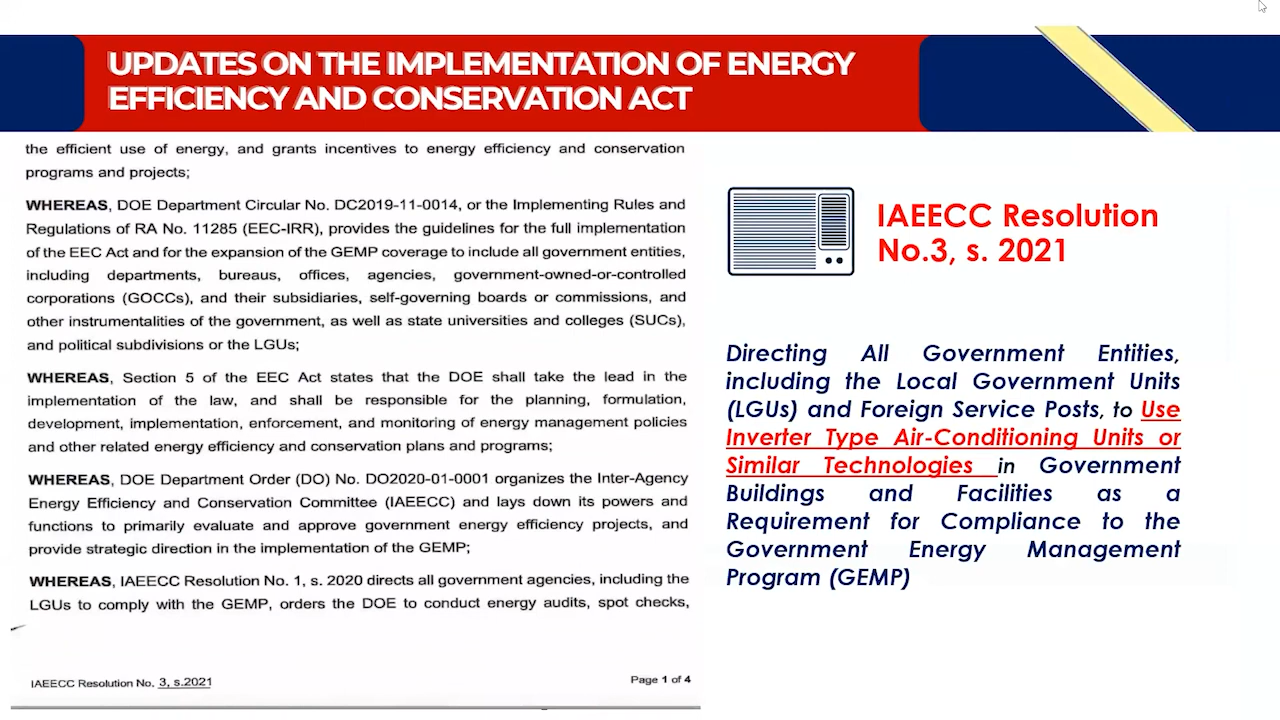 UPDATES ON THE IMPLEMENTATION OF ENERGY
EFFICIENCY AND CONSERVATION ACT
the efficient use of energy, and grants incentives to energy efficiency and conservation
programs and projects;
WHEREAS, DOE Department Circular No. DC2019-11-0014, or the Implementing Rules and
Regulations of RA No. 11285 (EEC-IRR), provides the guidelines for the full implementation
of the EEC Act and for the expansion of the GEMP coverage to include all government entities,
including departments, bureaus, offices, agencies, government-owned-or-controlled
corporations (GOCCs), and their subsidiaries, self-governing boards or commissions, and
other instrumentalities of the government, as well as state universities and colleges (SUCs),
and political subdivisions or the LGUs;
WHEREAS, Section 5 of the EEC Act states that the DOE shall take the lead in the
implementation of the law, and shall be responsible for the planning, formulation,
development, implementation, enforcement, and monitoring of energy management policies
and other related energy efficiency and conservation plans and programs;
WHEREAS, DOE Department Order (DO) No. DO2020-01-0001 organizes the Inter-Agency
Energy Efficiency and Conservation Committee (IAEECC) and lays down its powers and
functions to primarily evaluate and approve government energy efficiency projects, and
provide strategic direction in the implementation of the GEMP;
WHEREAS, IAEECC Resolution No. 1, s. 2020 directs all government agencies, including the
LGUs to comply with the GEMP, orders the DOE to conduct energy audits, spot checks,
IAEECC Resolution No. 3, s.2021
Page 1 of 4
IAEECC Resolution
No.3, s. 2021
Directing All Government Entities,
including the Local Government Units
(LGUs) and Foreign Service Posts, to Use
Inverter Type Air-Conditioning Units or
Similar Technologies in Government
Buildings and Facilities as a
Requirement for Compliance to the
Government Energy Management
Program (GEMP)